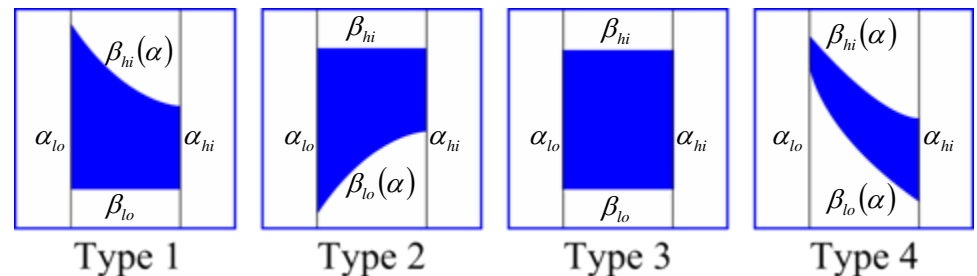 β_hi(α) β_hi β_hi β_hi(α)
α_lo α_hi α_lo α_hi α_lo α_hi α_lo α_hi
β_lo β_lo(α) β_lo β_lo(α)
Type 1 Type 2 Type 3 Type 4